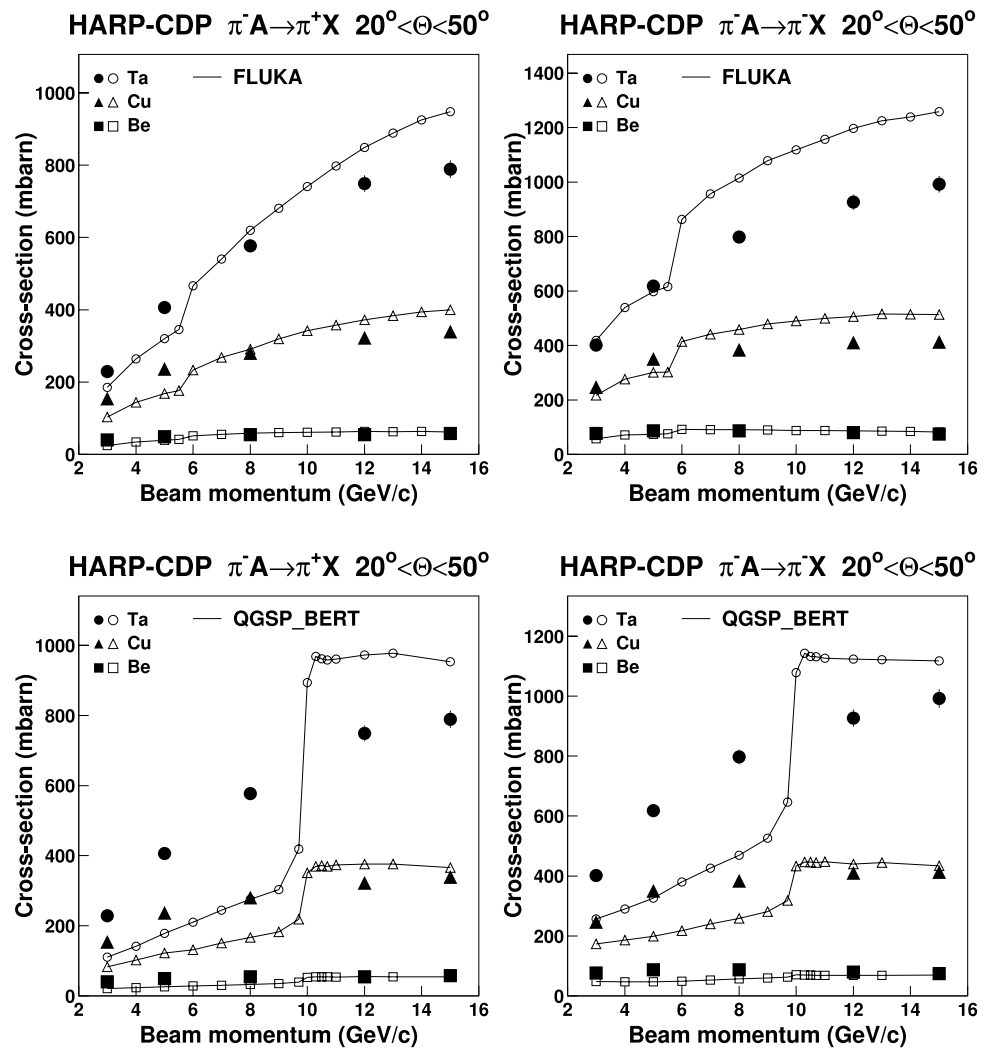 HARP-CDP π⁻A→π⁺X 20°<Θ<50°
Ta
Cu
Be
FLUKA
Cross-section (mbarn)
1000
800
600
400
200
0
2 4 6 8 10 12 14 16
Beam momentum (GeV/c)
HARP-CDP π⁻A→π⁻X 20°<Θ<50°
Ta
Cu
Be
FLUKA
Cross-section (mbarn)
1400
1200
1000
800
600
400
200
0
2 4 6 8 10 12 14 16
Beam momentum (GeV/c)
HARP-CDP π⁻A→π⁺X 20°<Θ<50°
Ta
Cu
Be
QGSP_BERT
Cross-section (mbarn)
1000
800
600
400
200
0
2 4 6 8 10 12 14 16
Beam momentum (GeV/c)
HARP-CDP π⁻A→π⁻X 20°<Θ<50°
Ta
Cu
Be
QGSP_BERT
Cross-section (mbarn)
1200
1000
800
600
400
200
0
2 4 6 8 10 12 14 16
Beam momentum (GeV/c)